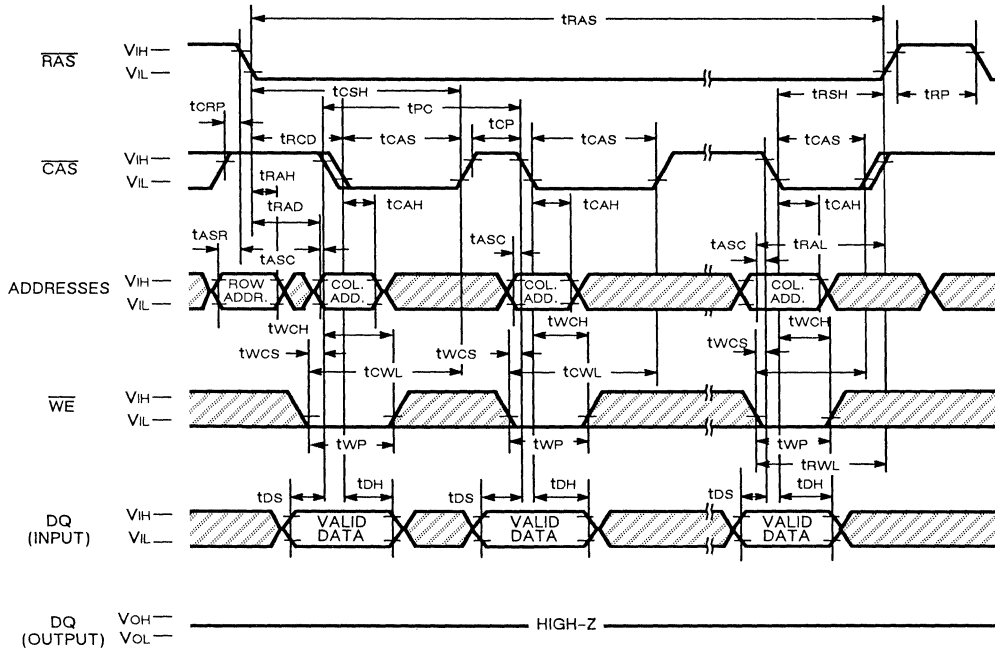 tRAS
RAS
VIH
VIL
tCSH
tPC
tRSH
tRP
tCRP
tCP
tRCD
tCAS
tCAS
tCAS
CAS
VIH
VIL
tRAH
tCAH
tCAH
tCAH
tRAD
tASR
tASC
tASC
tASC
tRAL
ADDRESSES
VIH
VIL
ROW ADDR.
COL. ADD.
COL. ADD.
COL. ADD.
tWCH
tWCH
tWCH
tWCS
tWCS
tWCS
tCWL
tCWL
WE
VIH
VIL
tWP
tWP
tWP
tRWL
tDS
tDH
tDS
tDH
tDS
tDH
DQ
(INPUT)
VIH
VIL
VALID DATA
VALID DATA
VALID DATA
DQ
(OUTPUT)
VOH
VOL
HIGH-Z